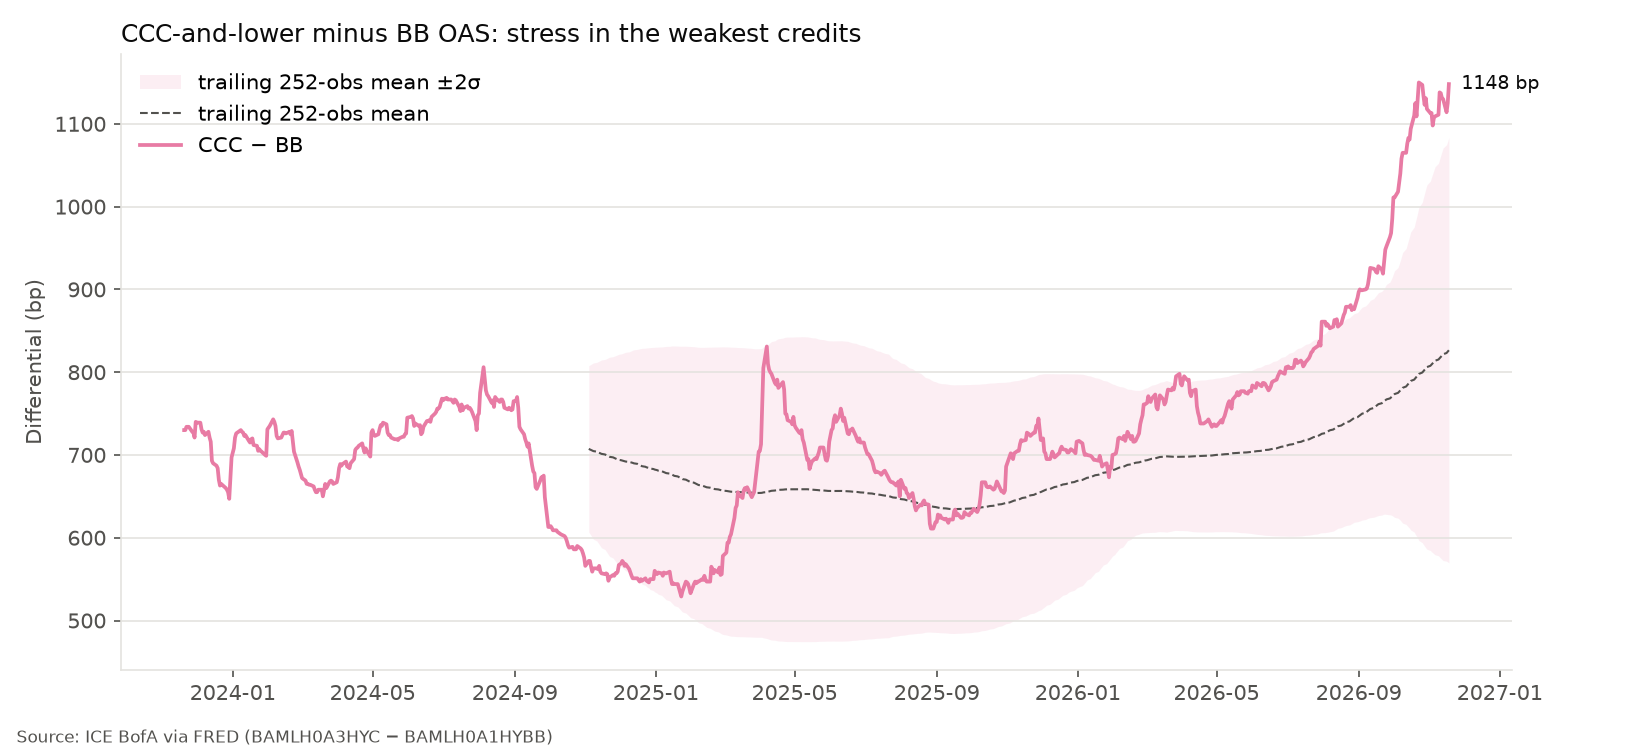 CCC-and-lower minus BB OAS: stress in the weakest credits
trailing 252-obs mean ±2σ
trailing 252-obs mean
CCC − BB
1148 bp
Differential (bp)
1100
1000
900
800
700
600
500
2024-01
2024-05
2024-09
2025-01
2025-05
2025-09
2026-01
2026-05
2026-09
2027-01
Source: ICE BofA via FRED (BAMLH0A3HYC − BAMLH0A1HYBB)